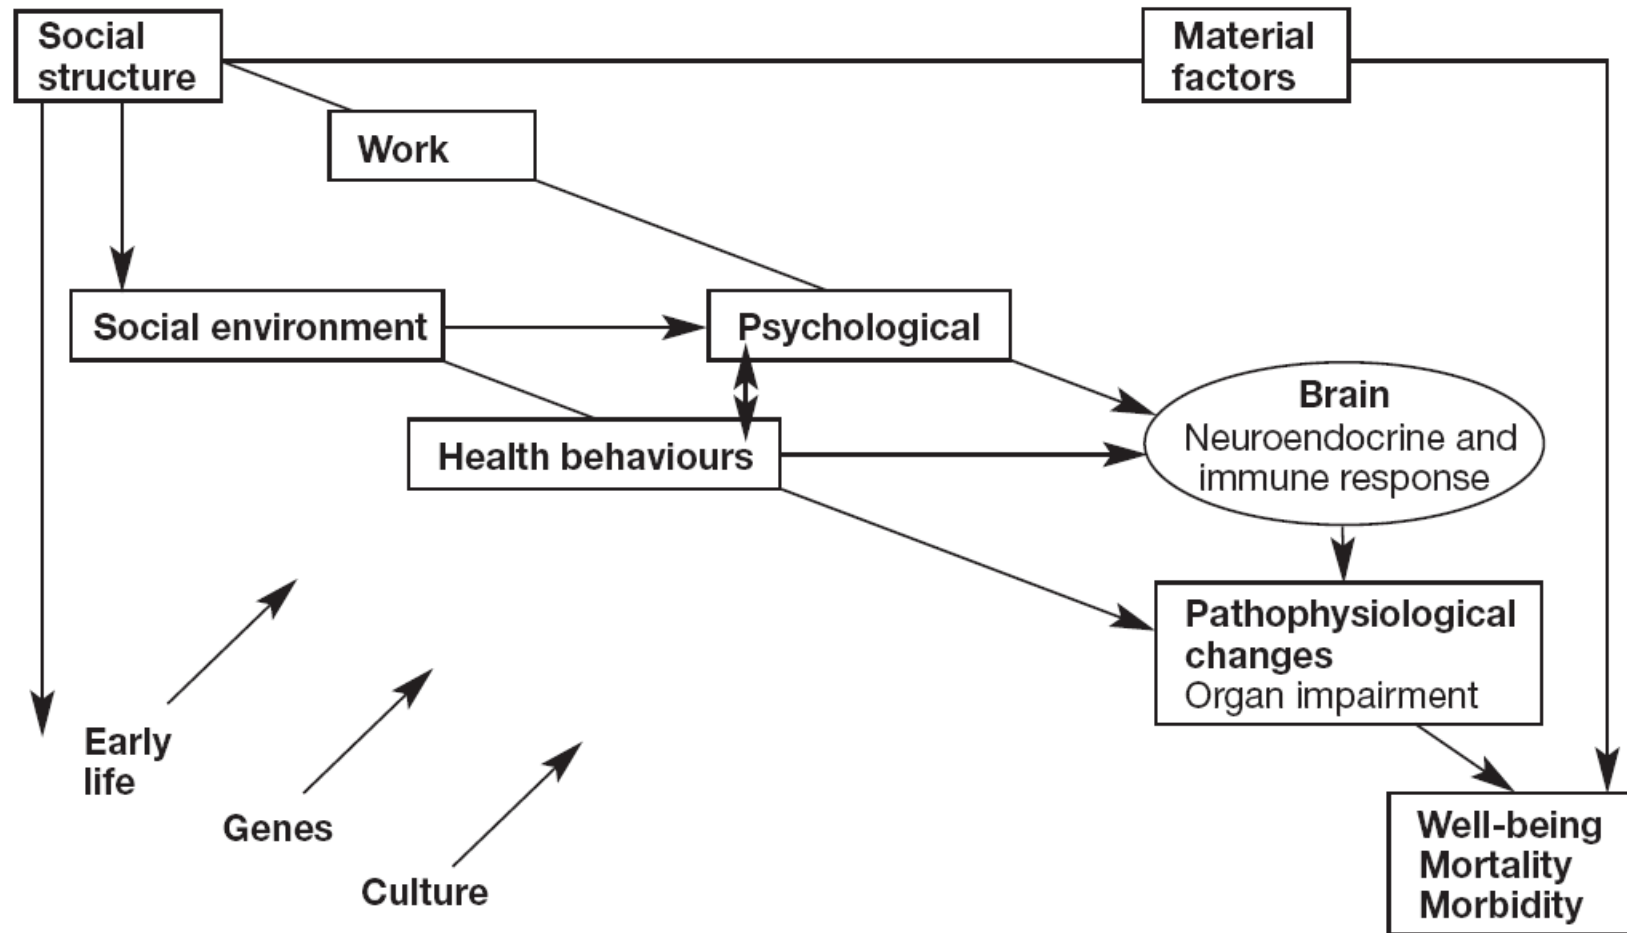 Social
structure
Material
factors
Work
Social environment
Psychological
Brain
Neuroendocrine and
immune response
Health behaviours
Pathophysiological
changes
Organ impairment
Early
life
Genes
Culture
Well-being
Mortality
Morbidity